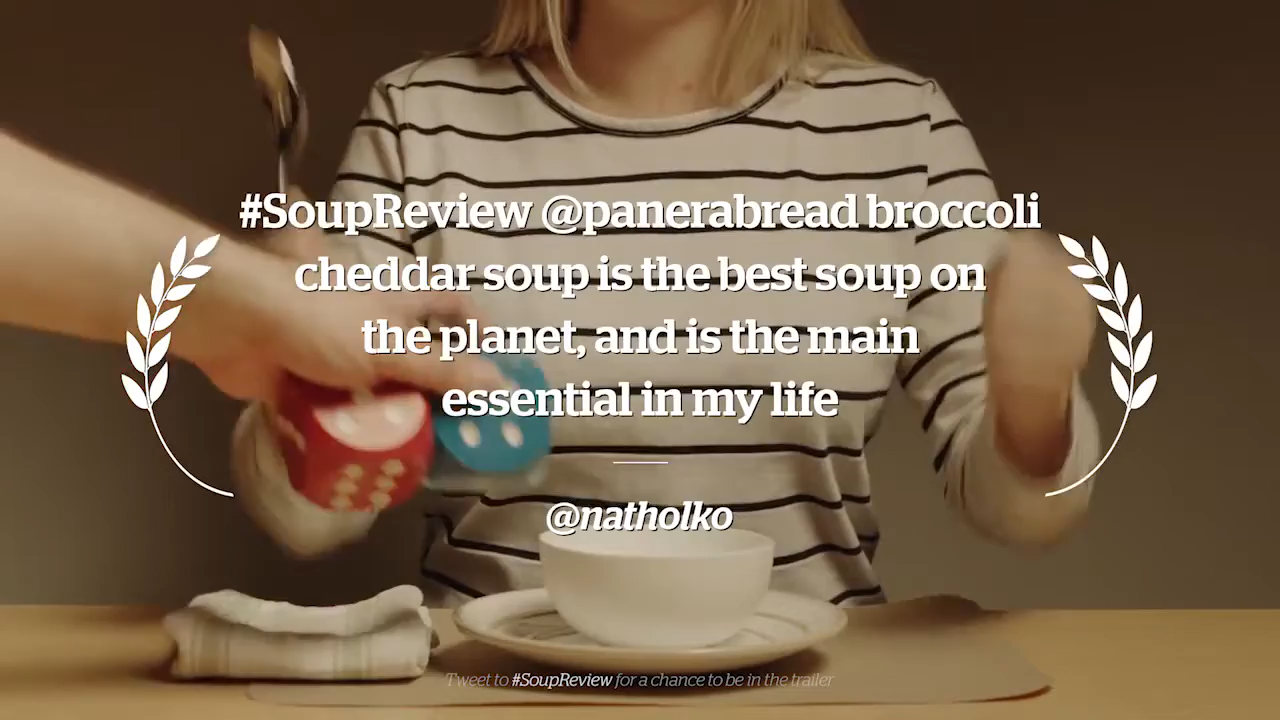 #SoupReview @panerabread broccoli
cheddar soup is the best soup on
the planet, and is the main
essential in my life
@natholko
Tweet to #SoupReview for a chance to be in the trailer